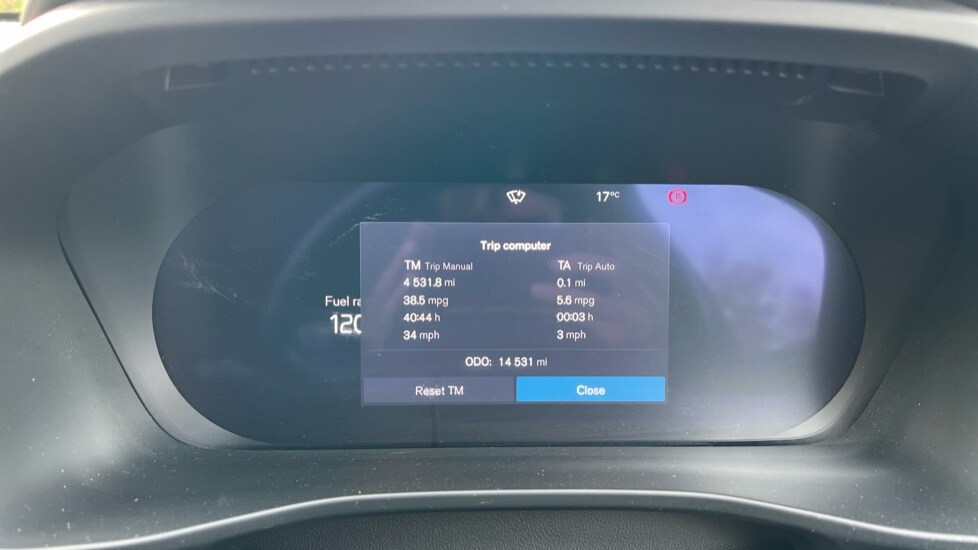 17°C
Trip computer
TM Trip Manual TA Trip Auto
4 531.8 mi 0.1 mi
38.5 mpg 5.6 mpg
40:44 h 00:03 h
34 mph 3 mph
Fuel
ODO: 14 531 mi
Reset TM Close